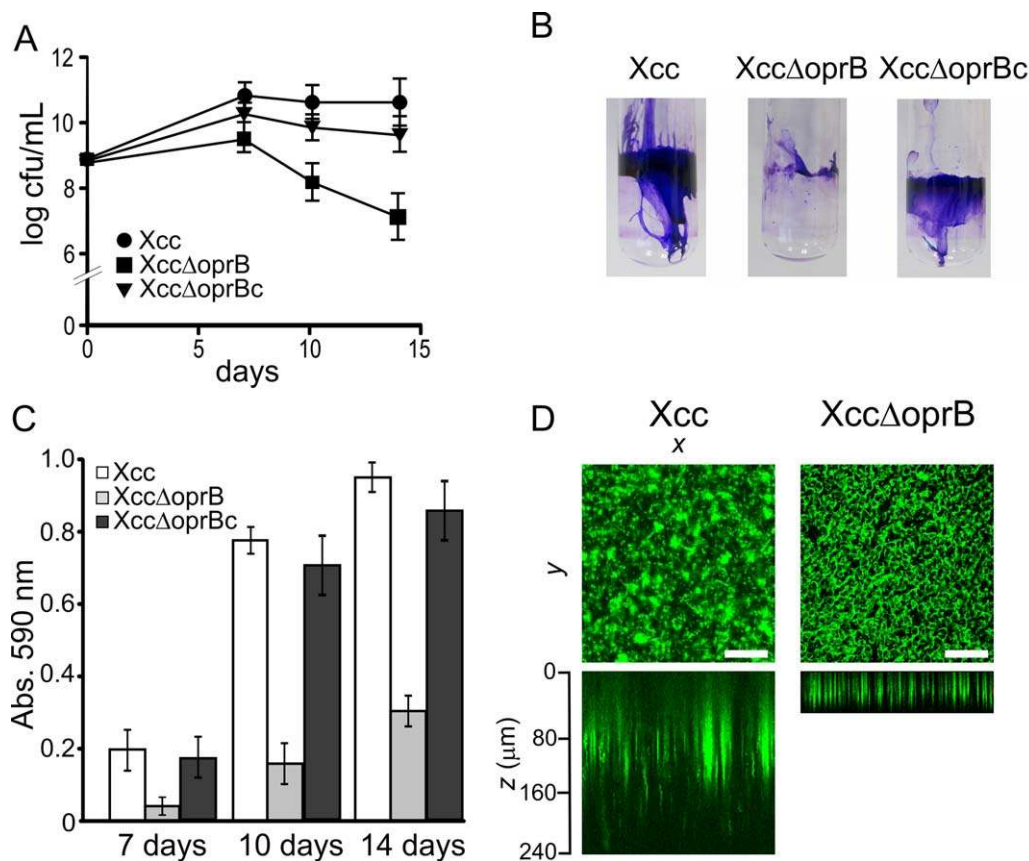 A
log cfu/mL
12
10
8
6
0
0
5
10
15
days
Xcc
XccΔoprB
XccΔoprBc
B
Xcc
XccΔoprB
XccΔoprBc
C
Abs. 590 nm
1.0
0.8
0.6
0.4
0.2
0
Xcc
XccΔoprB
XccΔoprBc
7 days
10 days
14 days
D
Xcc
XccΔoprB
x
y
z (μm)
0
80
160
240